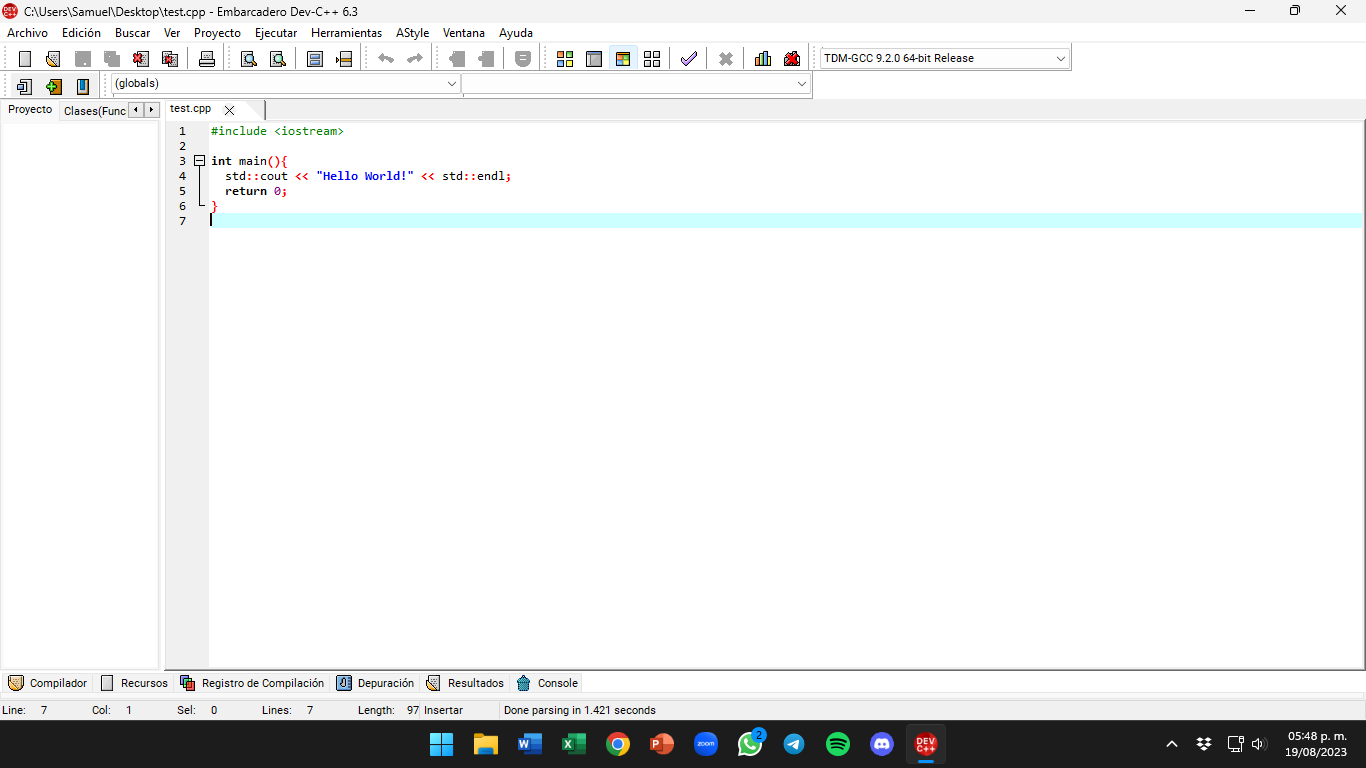 C:\Users\Samuel\Desktop\test.cpp - Embarcadero Dev-C++ 6.3
Archivo Edición Buscar Ver Proyecto Ejecutar Herramientas AStyle Ventana Ayuda
TDM-GCC 9.2.0 64-bit Release
(globals)
Proyecto Clases(Func test.cpp
1 #include <iostream>
2
3 int main(){
4 std::cout << "Hello World!" << std::endl;
5 return 0;
6 }
7
Compilador Recursos Registro de Compilación Depuración Resultados Console
Line: 7 Col: 1 Sel: 0 Lines: 7 Length: 97 Insertar Done parsing in 1.421 seconds
zoom 2 DEV C++ 05:48 p. m.
19/08/2023